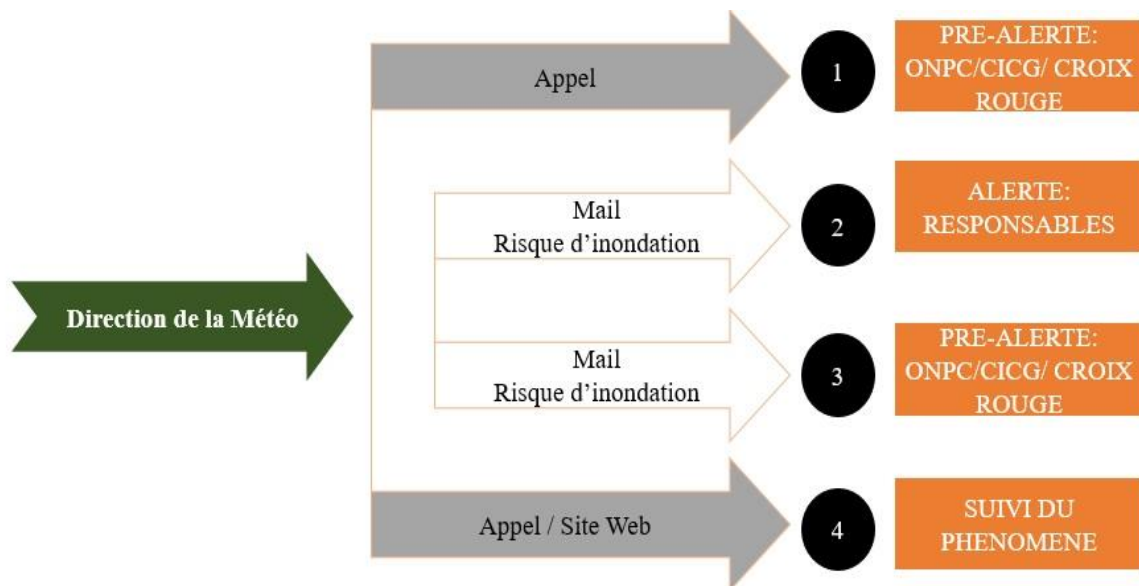 Direction de la Météo
Appel
1
PRE-ALERTE:
ONPC/CICG/ CROIX
ROUGE
Mail
Risque d'inondation
2
ALERTE:
RESPONSABLES
Mail
Risque d'inondation
3
PRE-ALERTE:
ONPC/CICG/ CROIX
ROUGE
Appel / Site Web
4
SUIVI DU
PHENOMENE